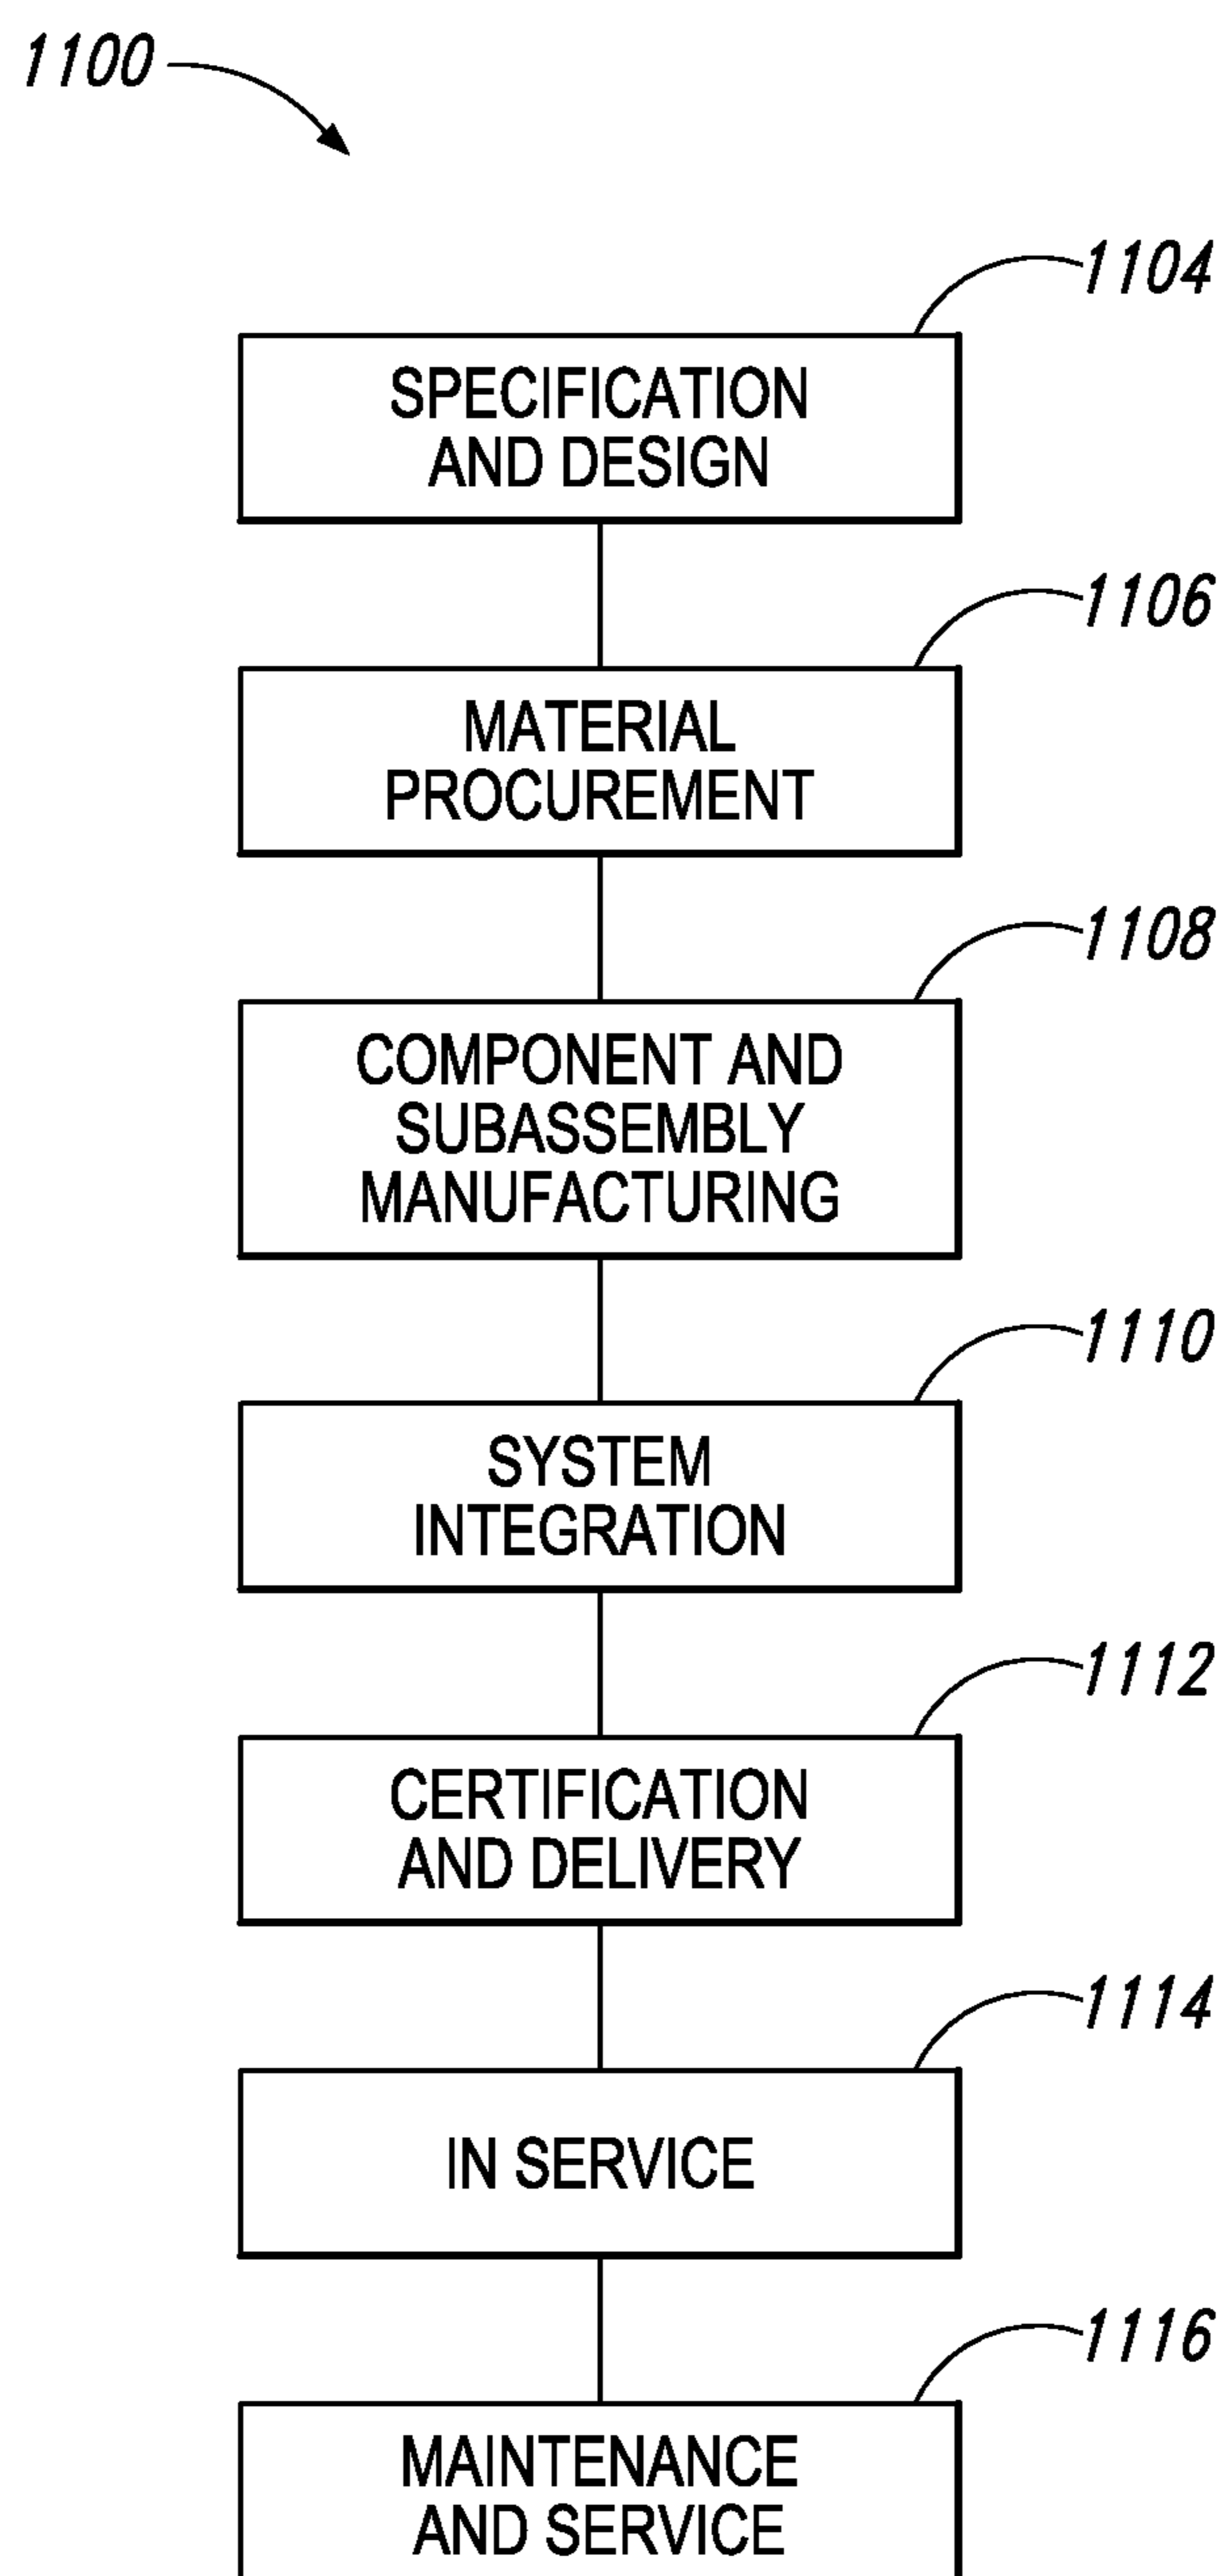 1100
1104
SPECIFICATION
AND DESIGN
1106
MATERIAL
PROCUREMENT
1108
COMPONENT AND
SUBASSEMBLY
MANUFACTURING
1110
SYSTEM
INTEGRATION
1112
CERTIFICATION
AND DELIVERY
1114
IN SERVICE
1116
MAINTENANCE
AND SERVICE